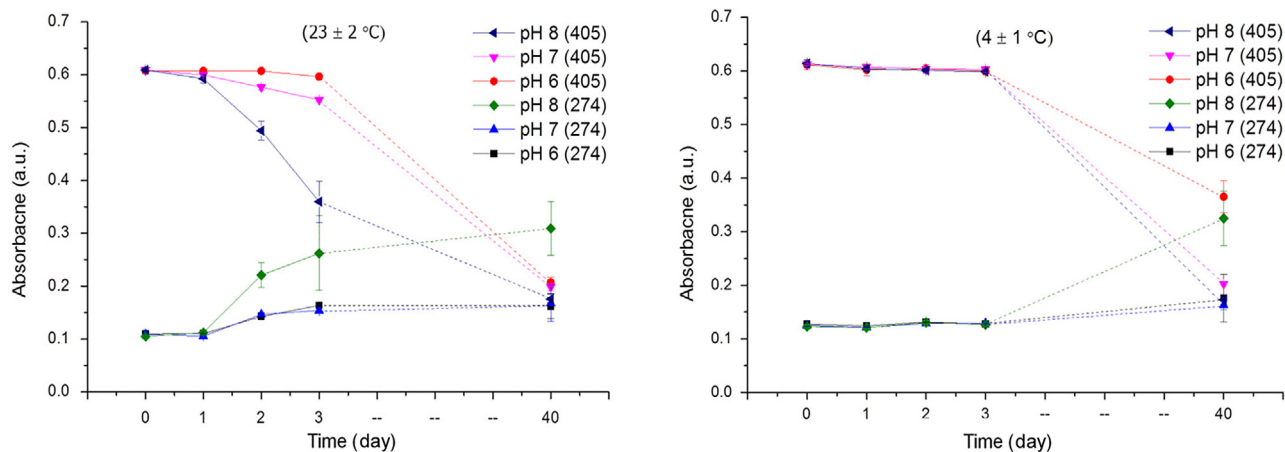 0.7
0.6
0.5
0.4
0.3
0.2
0.1
0.0
Absorbacne (a.u.)
(23 ± 2 °C)
pH 8 (405)
pH 7 (405)
pH 6 (405)
pH 8 (274)
pH 7 (274)
pH 6 (274)
0 1 2 3 -- -- -- 40
Time (day)
0.7
0.6
0.5
0.4
0.3
0.2
0.1
0.0
Absorbacne (a.u.)
(4 ± 1 °C)
pH 8 (405)
pH 7 (405)
pH 6 (405)
pH 8 (274)
pH 7 (274)
pH 6 (274)
0 1 2 3 -- -- -- 40
Time (day)